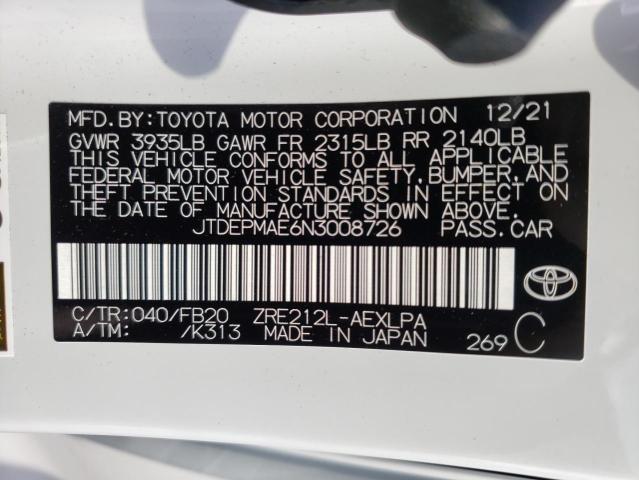 MFD. BY: TOYOTA MOTOR CORPORATION 12/21
GVWR 3935LB GAWR FR 2315LB RR 2140LB
THIS VEHICLE CONFORMS TO ALL APPLICABLE
FEDERAL MOTOR VEHICLE SAFETY, BUMPER, AND
THEFT PREVENTION STANDARDS IN EFFECT ON
THE DATE OF MANUFACTURE SHOWN ABOVE.
JTDEPMAE6N3008726 PASS.CAR
C/TR:040/FB20 ZRE212L-AEXLPA
A/TM: /K313 MADE IN JAPAN 269 C